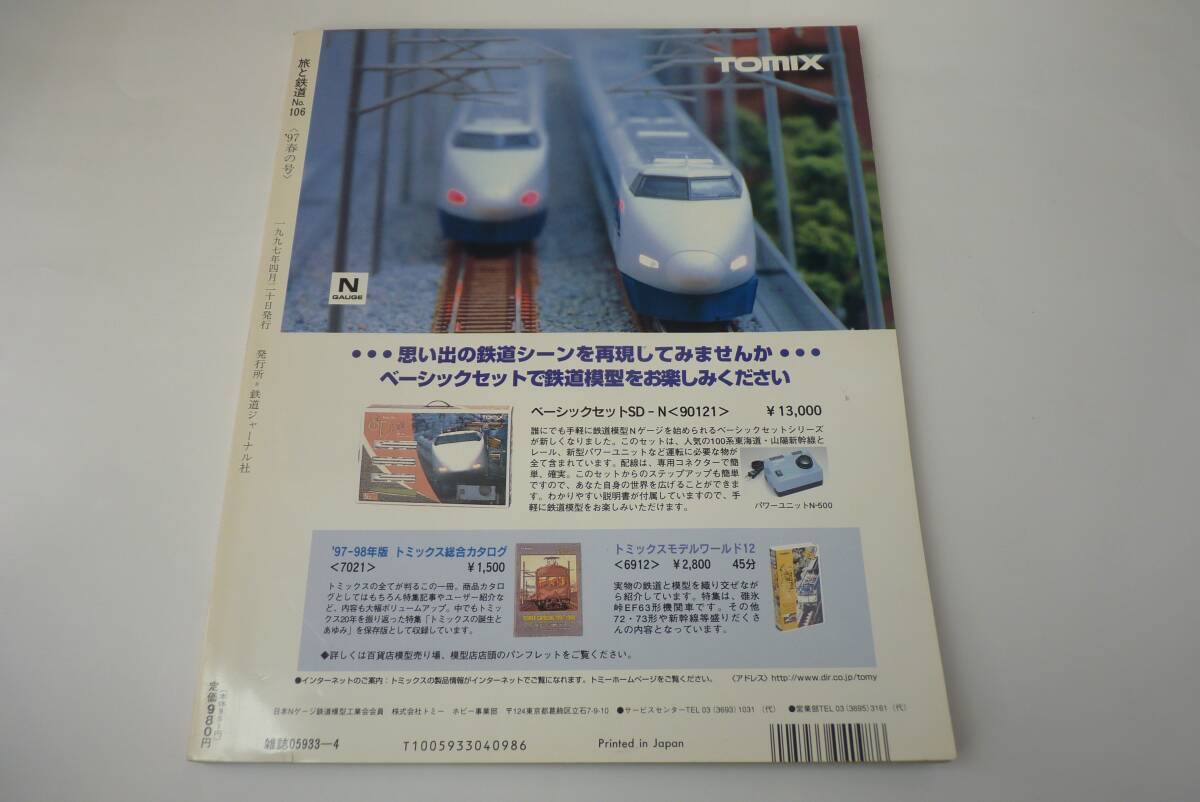 旅と鉄道 No.106 〈'97春の号〉 一九九七年四月二十日発行 発行所●鉄道ジャーナル社
定価980円
TOMIX
N
GAUGE
●●●思い出の鉄道シーンを再現してみませんか●●●
ベーシックセットで鉄道模型をお楽しみください
ベーシックセットSD-N<90121> ¥13,000
誰にでも手軽に鉄道模型Nゲージを始められるベーシックセットシリーズ
が新しくなりました。このセットは、人気の100系東海道・山陽新幹線と
レール、新型パワーユニットなど運転に必要な物が
全て含まれています。配線は、専用コネクターで簡
単、確実。このセットからのステップアップも簡単
ですので、あなた自身の世界を広げることができま
す。わかりやすい説明書が付属していますので、手
軽に鉄道模型をお楽しみいただけます。
パワーユニットN-500
TOMIX
'97-98年版 トミックス総合カタログ
<7021> ¥1,500
トミックスの全てが判るこの一冊。商品カタロ
グとしてはもちろん特集記事やユーザー紹介な
ど、内容も大幅ボリュームアップ。中でもトミッ
クス20年を振り返った特集「トミックスの誕生と
あゆみ」を保存版として収録しています。
トミックスモデルワールド12
<6912> ¥2,800 45分
実物の鉄道と模型を織り交ぜなが
ら紹介しています。特集は、碓氷
峠EF63形機関車です。その他
72・73形や新幹線等盛りだくさ
んの内容となっています。
◆詳しくは百貨店模型売り場、模型店店頭のパンフレットをご覧ください。
●インターネットのご案内:トミックスの製品情報がインターネットでご覧になれます。トミーホームページをご覧ください。 〈アドレス〉http://www.dir.co.jp/tomy
日本Nゲージ鉄道模型工業会会員 株式会社トミー ホビー事業部 〒124東京都葛飾区立石7-9-10 ●サービスセンターTEL 03(3693)1031(代) ●営業部TEL 03(3695)3161(代)
雑誌05933-4
T1005933040986
Printed in Japan